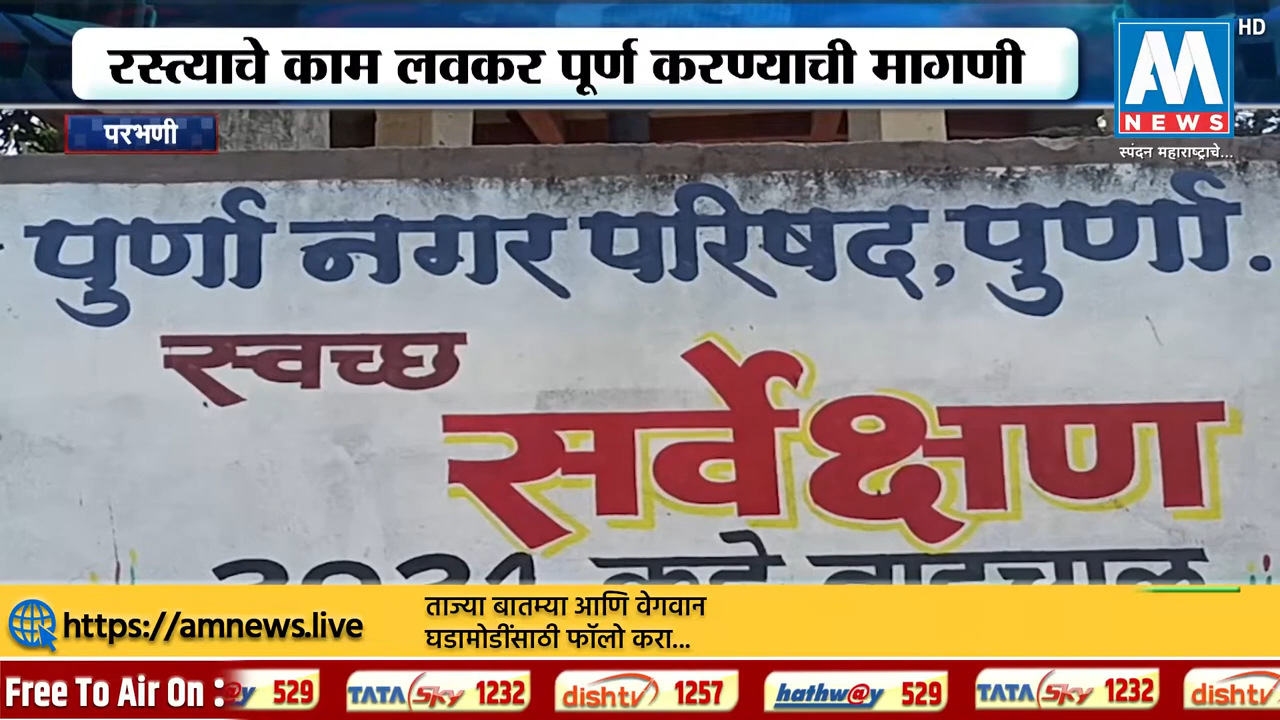 रस्त्याचे काम लवकर पूर्ण करण्याची मागणी
HD
AM
NEWS
स्पंदन महाराष्ट्राचे...
परभणी
पुर्णा नगर परिषद, पुर्णा.
स्वच्छ
सर्वेक्षण
https://amnews.live
ताज्या बातम्या आणि वेगवान
घडामोडींसाठी फॉलो करा...
Free To Air On : 529 TATA Sky 1232 dishtv 1257 hathw@y 529 TATA Sky 1232 dishtv